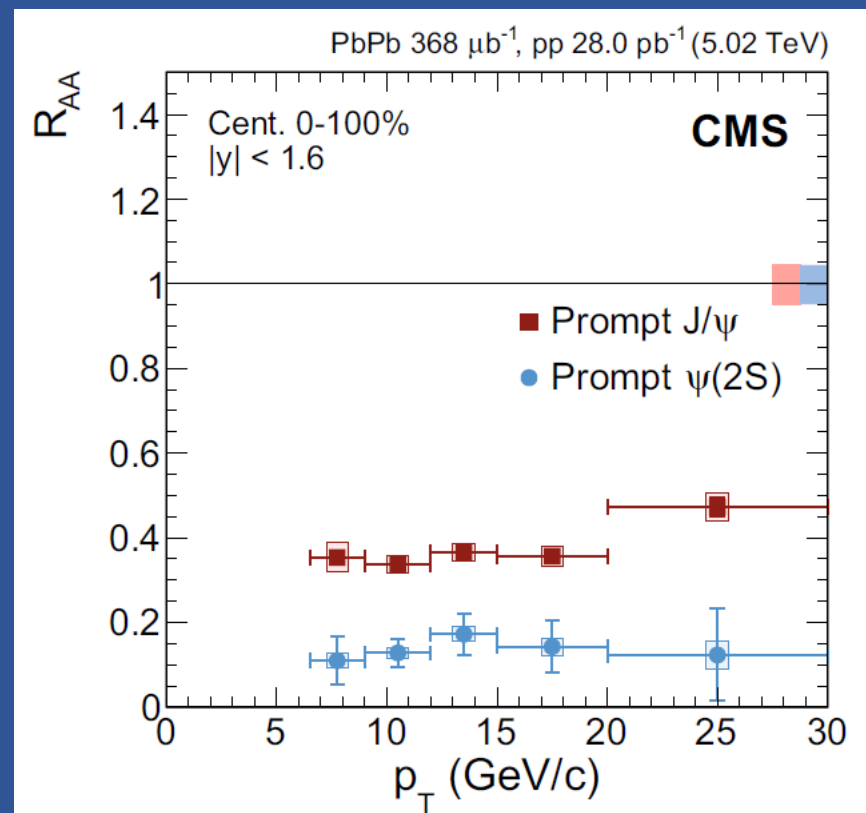 PbPb 368 μb⁻¹, pp 28.0 pb⁻¹ (5.02 TeV)
R_AA
Cent. 0-100%
|y| < 1.6
CMS
Prompt J/ψ
Prompt ψ(2S)
1.4
1.2
1
0.8
0.6
0.4
0.2
0
0 5 10 15 20 25 30
p_T (GeV/c)